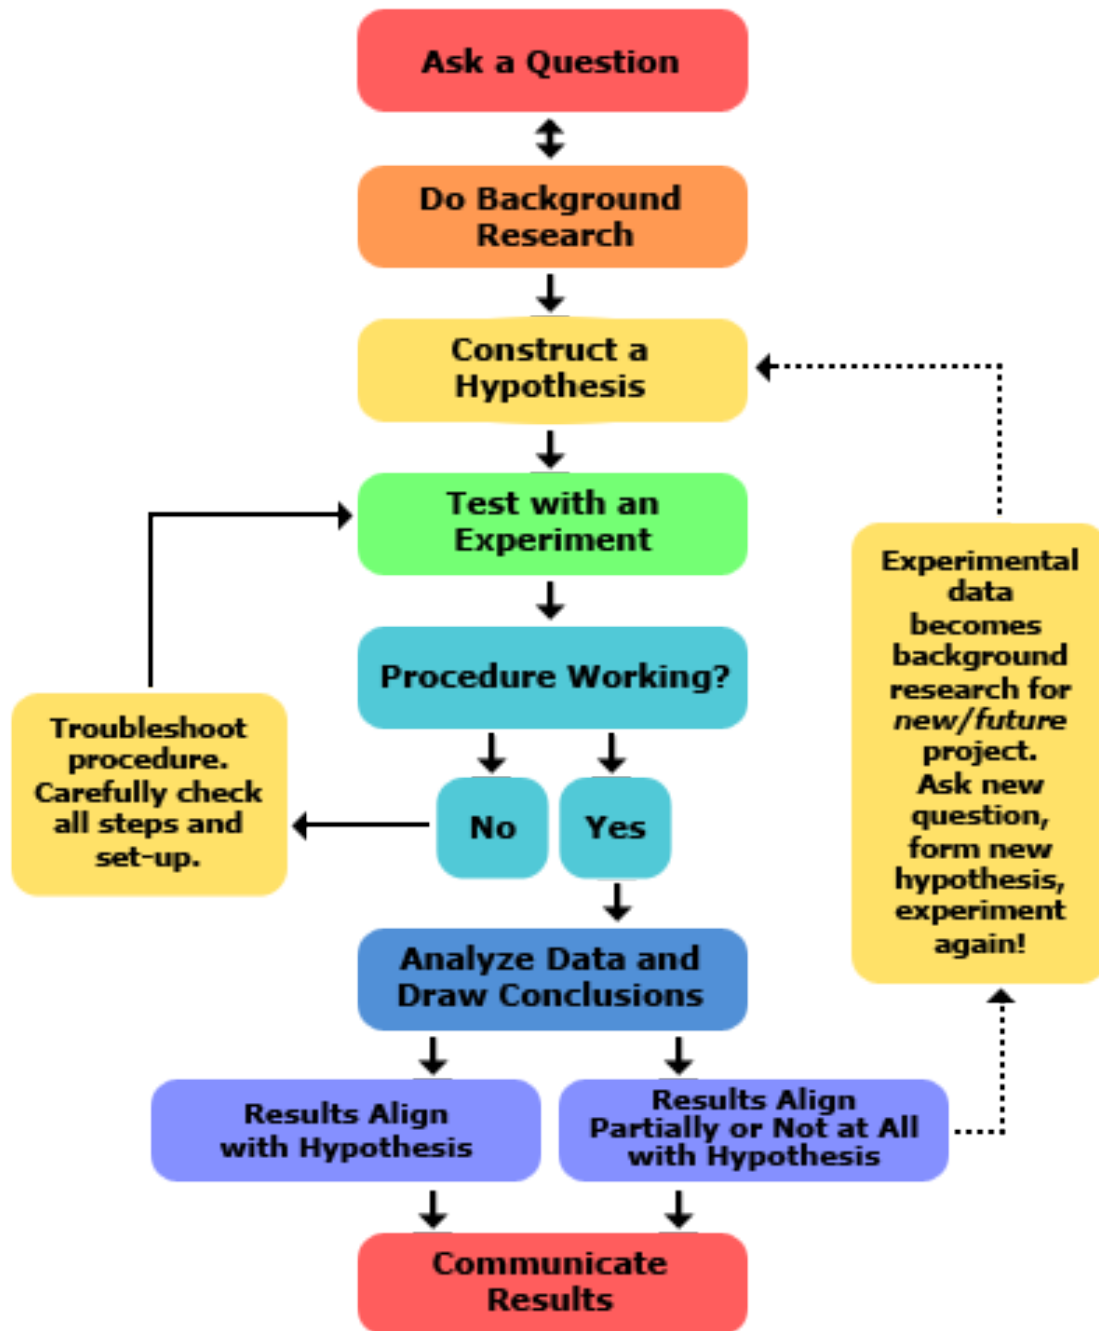 Ask a Question
Do Background
Research
Construct a
Hypothesis
Test with an
Experiment
Procedure Working?
No
Yes
Troubleshoot
procedure.
Carefully check
all steps and
set-up.
Experimental
data
becomes
background
research for
new/future
project.
Ask new
question,
form new
hypothesis,
experiment
again!
Analyze Data and
Draw Conclusions
Results Align
with Hypothesis
Results Align
Partially or Not at All
with Hypothesis
Communicate
Results